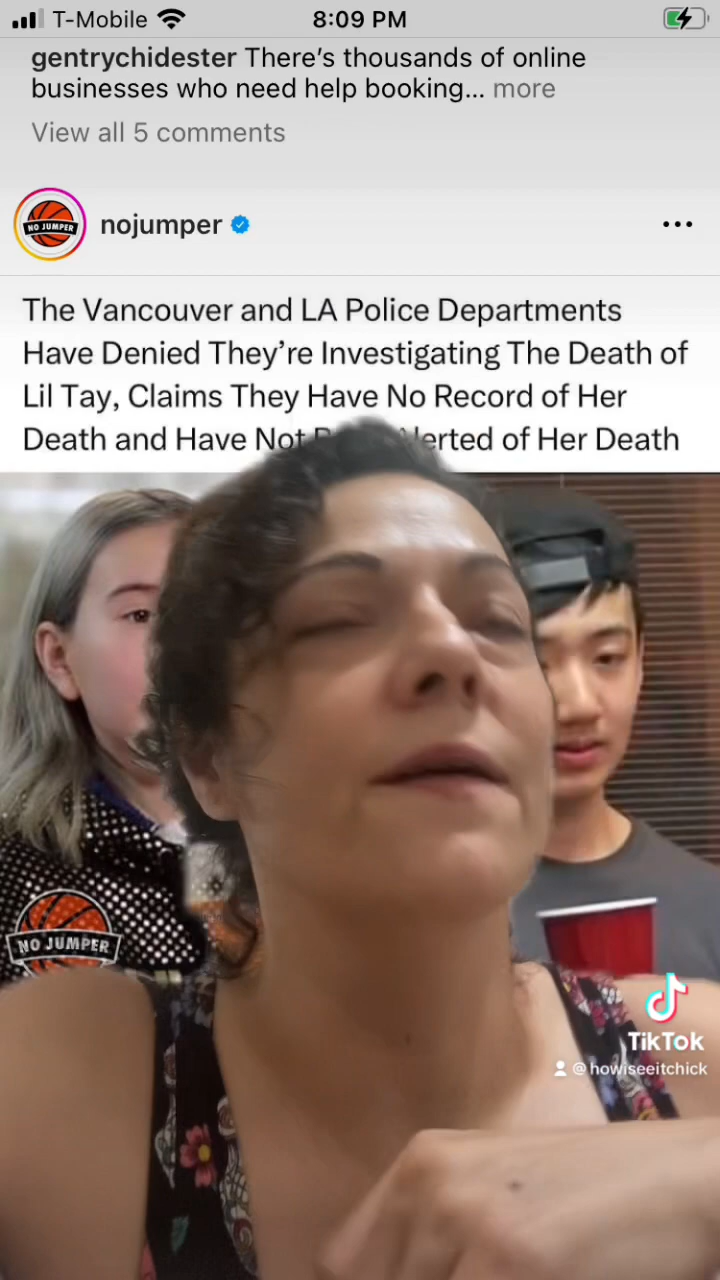 T-Mobile
8:09 PM
gentrychidester There's thousands of online
businesses who need help booking... more
View all 5 comments
NO JUMPER
nojumper
The Vancouver and LA Police Departments
Have Denied They're Investigating The Death of
Lil Tay, Claims They Have No Record of Her
Death and Have Not erted of Her Death
NO JUMPER
TikTok
@howiseeitchick